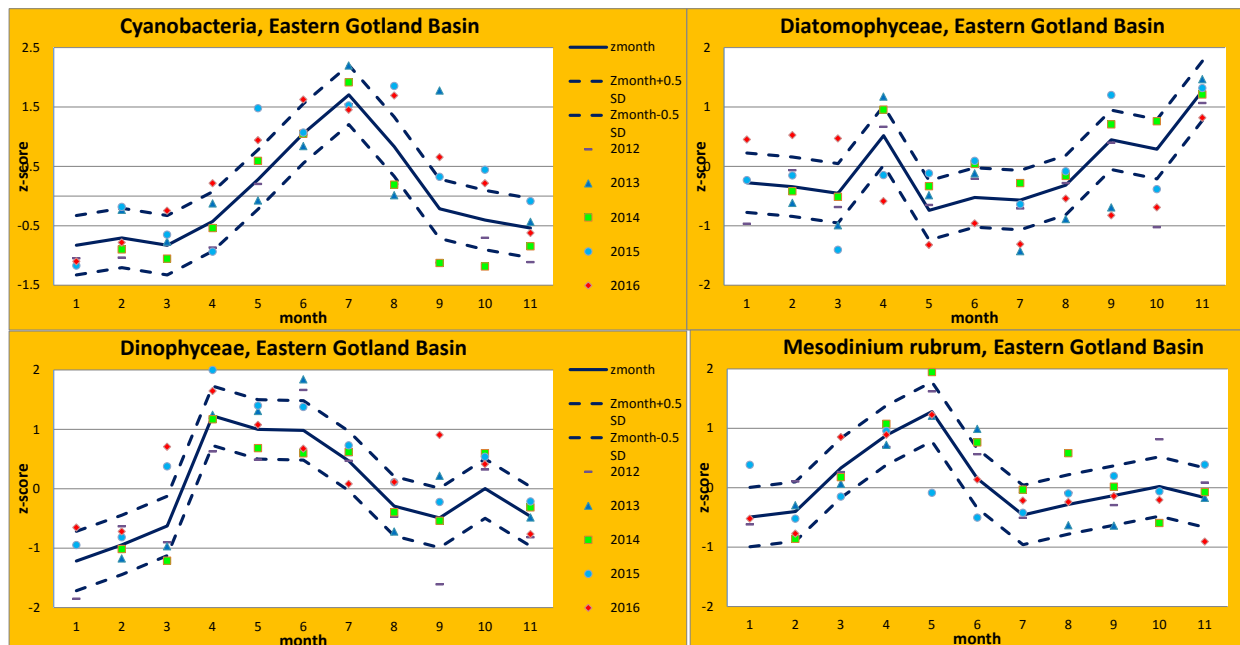 Cyanobacteria, Eastern Gotland Basin
2.5
1.5
0.5
-0.5
-1.5
z-score
1 2 3 4 5 6 7 8 9 10 11
month
zmonth
Zmonth+0.5
SD
Zmonth-0.5
SD
2012
2013
2014
2015
2016
Diatomophyceae, Eastern Gotland Basin
2
1
0
-1
-2
z-score
1 2 3 4 5 6 7 8 9 10 11
month
Dinophyceae, Eastern Gotland Basin
2
1
0
-1
-2
z-score
1 2 3 4 5 6 7 8 9 10 11
month
zmonth
Zmonth+0.5
SD
Zmonth-0.5
SD
2012
2013
2014
2015
2016
Mesodinium rubrum, Eastern Gotland Basin
2
1
0
-1
-2
z-score
1 2 3 4 5 6 7 8 9 10 11
month